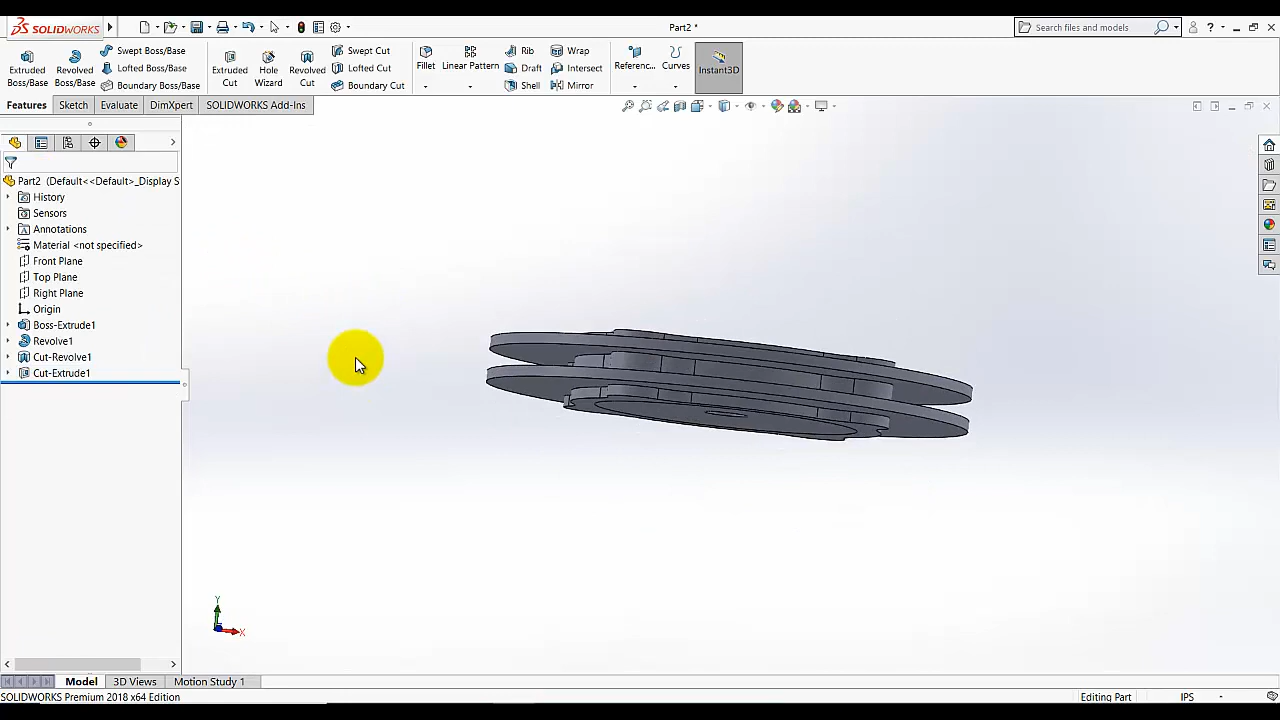 SOLIDWORKS
Part2 *
Search files and models
?
Extruded Boss/Base
Revolved Boss/Base
Swept Boss/Base
Lofted Boss/Base
Boundary Boss/Base
Extruded Cut
Hole Wizard
Revolved Cut
Swept Cut
Lofted Cut
Boundary Cut
Fillet
Linear Pattern
Rib
Draft
Shell
Wrap
Intersect
Mirror
Referenc...
Curves
Instant3D
Features
Sketch
Evaluate
DimXpert
SOLIDWORKS Add-Ins
Part2 (Default<<Default>_Display S
History
Sensors
Annotations
Material <not specified>
Front Plane
Top Plane
Right Plane
Origin
Boss-Extrude1
Revolve1
Cut-Revolve1
Cut-Extrude1
Y
X
Model
3D Views
Motion Study 1
SOLIDWORKS Premium 2018 x64 Edition
Editing Part
IPS